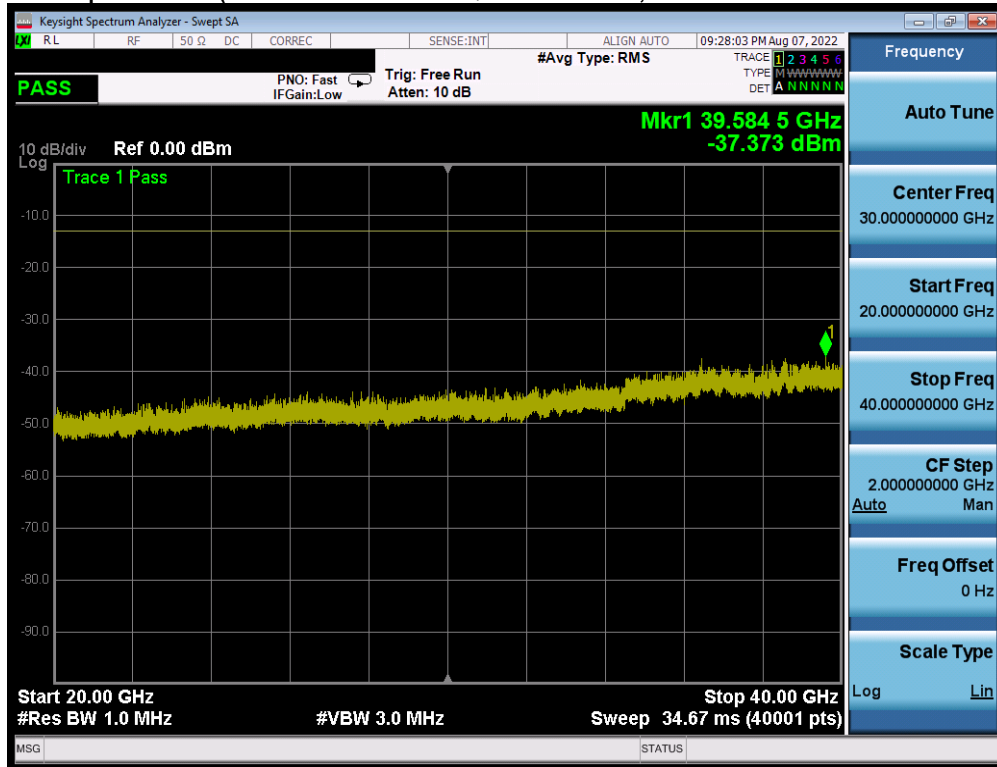 Keysight Spectrum Analyzer - Swept SA
LXI RL RF 50 Ω DC CORREC SENSE:INT ALIGN AUTO 09:28:03 PM Aug 07, 2022
#Avg Type: RMS TRACE 1 2 3 4 5 6
PNO: Fast Trig: Free Run TYPE M WWWWW
PASS IFGain:Low Atten: 10 dB DET A N N N N N
Mkr1 39.584 5 GHz
-37.373 dBm
10 dB/div Ref 0.00 dBm
Log
Trace 1 Pass
-10.0
-20.0
-30.0
1
-40.0
-50.0
-60.0
-70.0
-80.0
-90.0
Start 20.00 GHz Stop 40.00 GHz
#Res BW 1.0 MHz #VBW 3.0 MHz Sweep 34.67 ms (40001 pts)
MSG STATUS
Frequency
Auto Tune
Center Freq
30.000000000 GHz
Start Freq
20.000000000 GHz
Stop Freq
40.000000000 GHz
CF Step
2.000000000 GHz
Auto Man
Freq Offset
0 Hz
Scale Type
Log Lin